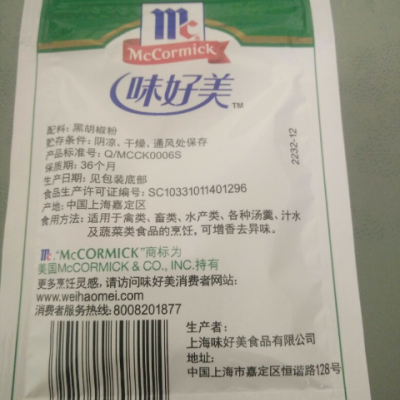 Mc
McCormick
味好美™
配料：黑胡椒粉
贮存条件：阴凉、干燥，通风处保存
产品标准号：Q/MCCK0006S
保质期：36个月
生产日期：见包装底部
食品生产许可证编号：SC10331011401296
产地：中国上海嘉定区
食用方法：适用于禽类、畜类、水产类、各种汤羹，汁水
及蔬菜类食品的烹饪，可增香去异味。
2232-12
Mc “McCORMICK”商标为
美国McCORMICK & CO., INC.持有
更多烹饪灵感，请访问味好美消费者网站：
www.weihaomei.com
消费者服务热线：8008201877
生产者：
上海味好美食品有限公司
地址：
中国上海市嘉定区恒谐路128号